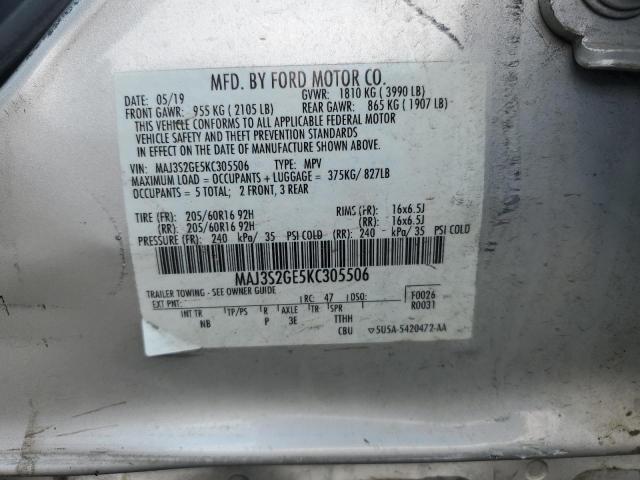 MFD. BY FORD MOTOR CO.
DATE: 05/19 GVWR: 1810 KG ( 3990 LB)
FRONT GAWR: 955 KG ( 2105 LB) REAR GAWR: 865 KG ( 1907 LB)
THIS VEHICLE CONFORMS TO ALL APPLICABLE FEDERAL MOTOR
VEHICLE SAFETY AND THEFT PREVENTION STANDARDS
IN EFFECT ON THE DATE OF MANUFACTURE SHOWN ABOVE.
VIN: MAJ3S2GE5KC305506 TYPE: MPV
MAXIMUM LOAD = OCCUPANTS + LUGGAGE = 375KG/ 827LB
OCCUPANTS = 5 TOTAL; 2 FRONT, 3 REAR
TIRE (FR): 205/60R16 92H RIMS (FR): 16x6.5J
(RR): 205/60R16 92H (RR): 16x6.5J
PRESSURE (FR): 240 kPa/ 35 PSI COLD (RR): 240 kPa/ 35 PSI COLD
MAJ3S2GE5KC305506
TRAILER TOWING - SEE OWNER GUIDE
EXT PNT: RC: 47 DSO: F0026
R0031
INT TR TP/PS R AXLE TR SPR
NB P 3E TTHH
CBU 5U5A-5420472-AA